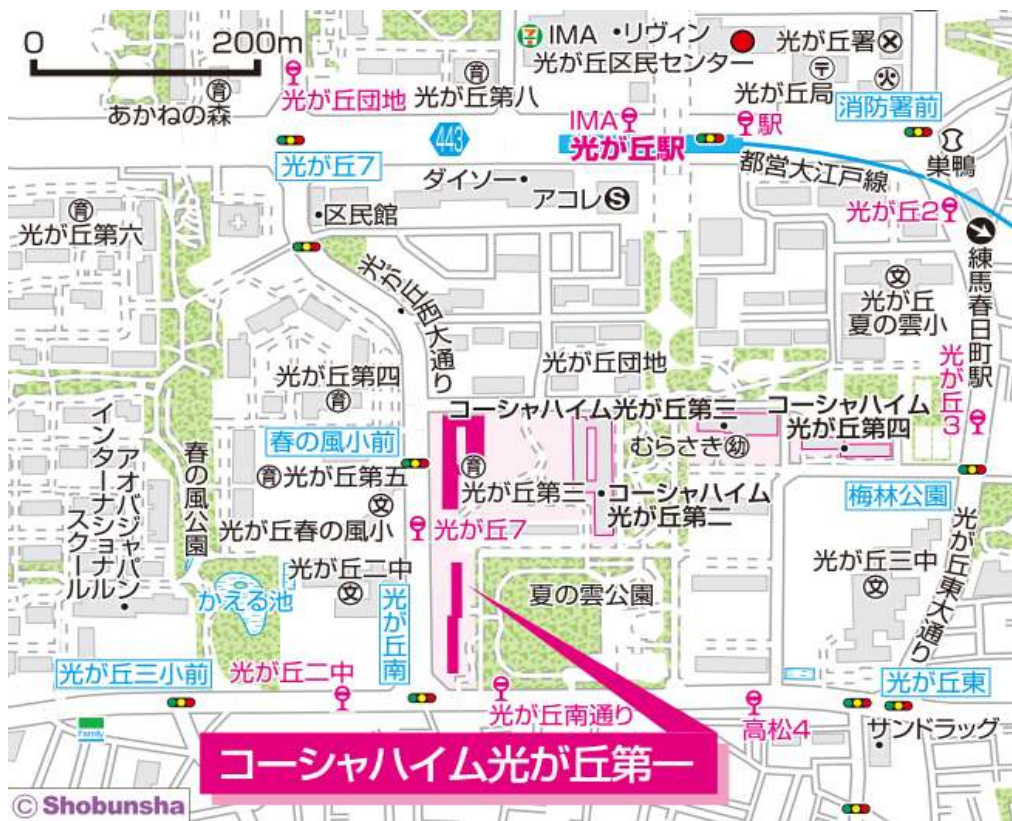 0 200m
IMA ・リヴィン
光が丘区民センター
光が丘署
育
あかねの森
光が丘団地
育
光が丘第八
〒
光が丘局
火
消防署前
IMA
駅
光が丘駅
443
光が丘7
都営大江戸線
巣鴨
ダイソー・
アコレ
S
光が丘2
・区民館
育
光が丘第六
練馬春日町駅
文
光が丘
夏の雲小
光が丘西大通り
光が丘団地
光が丘3
光が丘第四
育
コーシャハイム光が丘第三
コーシャハイム
光が丘第四
むらさき
幼
春の風小前
育
光が丘第五
育
光が丘第三
コーシャハイム
光が丘第二
梅林公園
春の風公園
アオバジャパン・
インターナショナル
スクール
文
光が丘春の風小
光が丘7
光が丘三中
文
光が丘東大通り
光が丘二中
文
かえる池
光が丘南
夏の雲公園
光が丘三小前
光が丘二中
光が丘南通り
高松4
光が丘東
サンドラッグ
Family
コーシャハイム光が丘第一
© Shobunsha